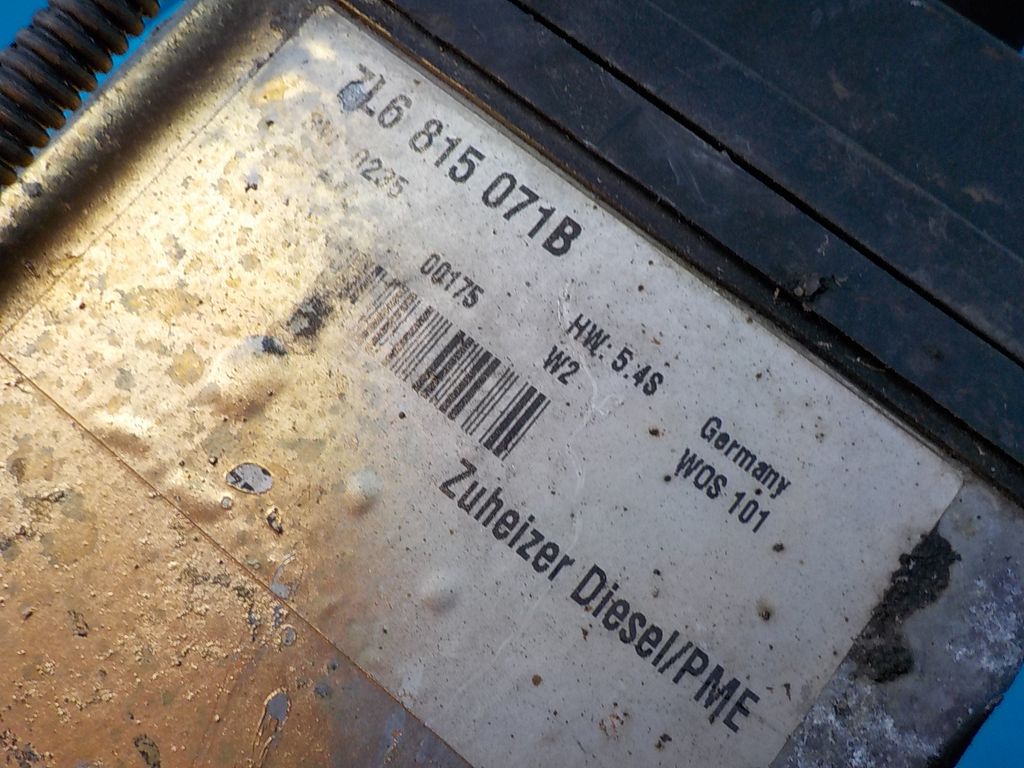 7L6 815 071B
00175
HW: 5.4S
W2
Germany
WOS 101
Zuheizer Diesel/PME